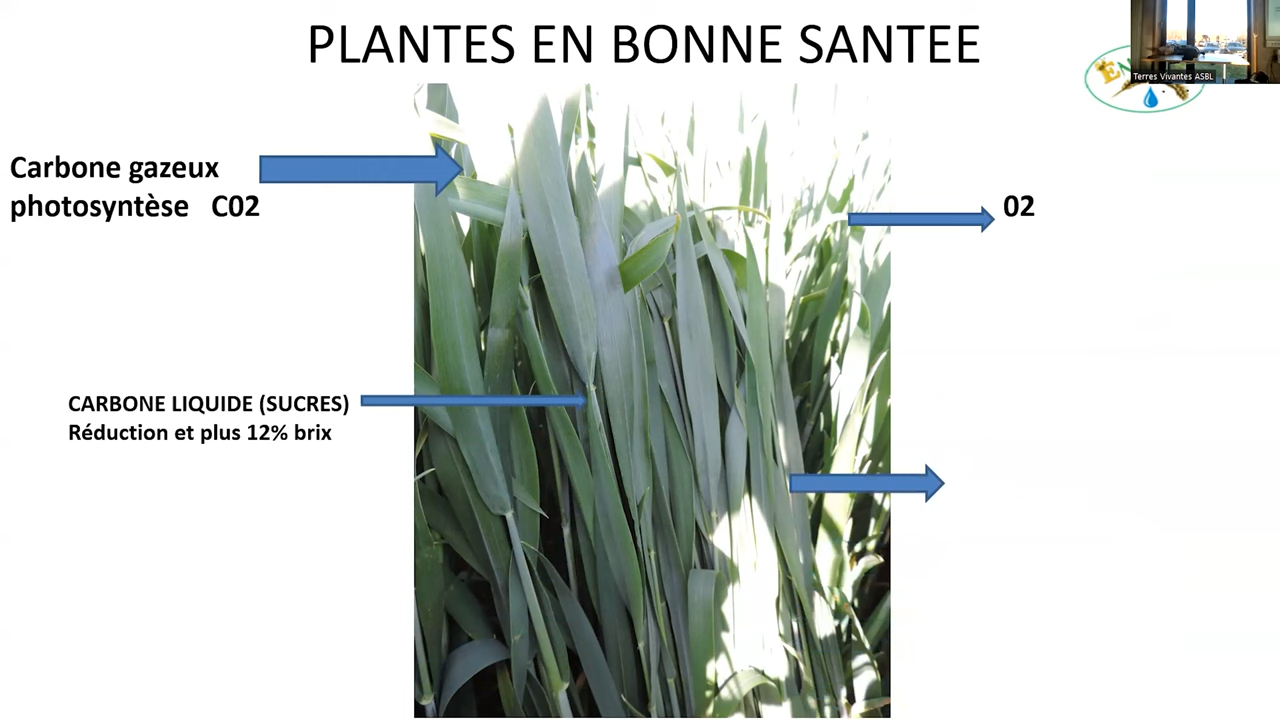 PLANTES EN BONNE SANTEE
Terres Vivantes ASBL
Carbone gazeux
photosyntèse C02
02
CARBONE LIQUIDE (SUCRES)
Réduction et plus 12% brix